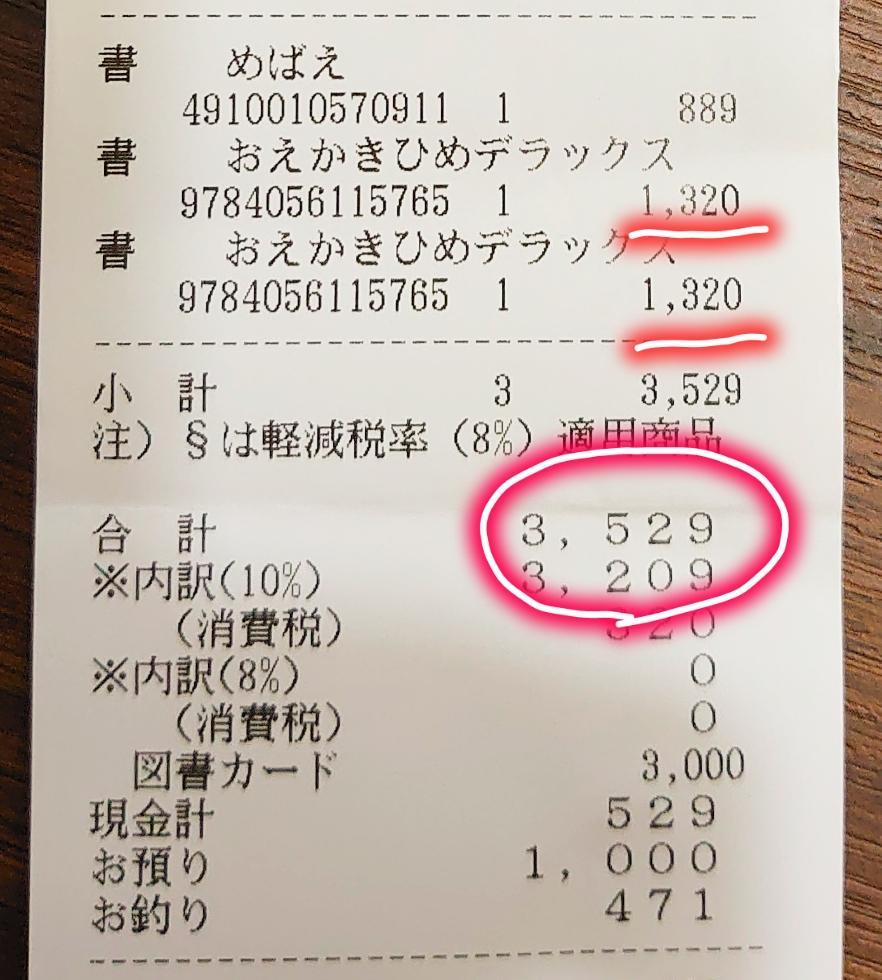 書 めばえ
4910010570911 1 889
書 おえかきひめデラックス
9784056115765 1 1,320
書 おえかきひめデラックス
9784056115765 1 1,320
小 計 3 3,529
注）§は軽減税率（8%）適用商品
合 計 3,529
※内訳(10%) 3,209
（消費税） 320
※内訳(8%) 0
（消費税） 0
図書カード 3,000
現金計 529
お預り 1,000
お釣り 471